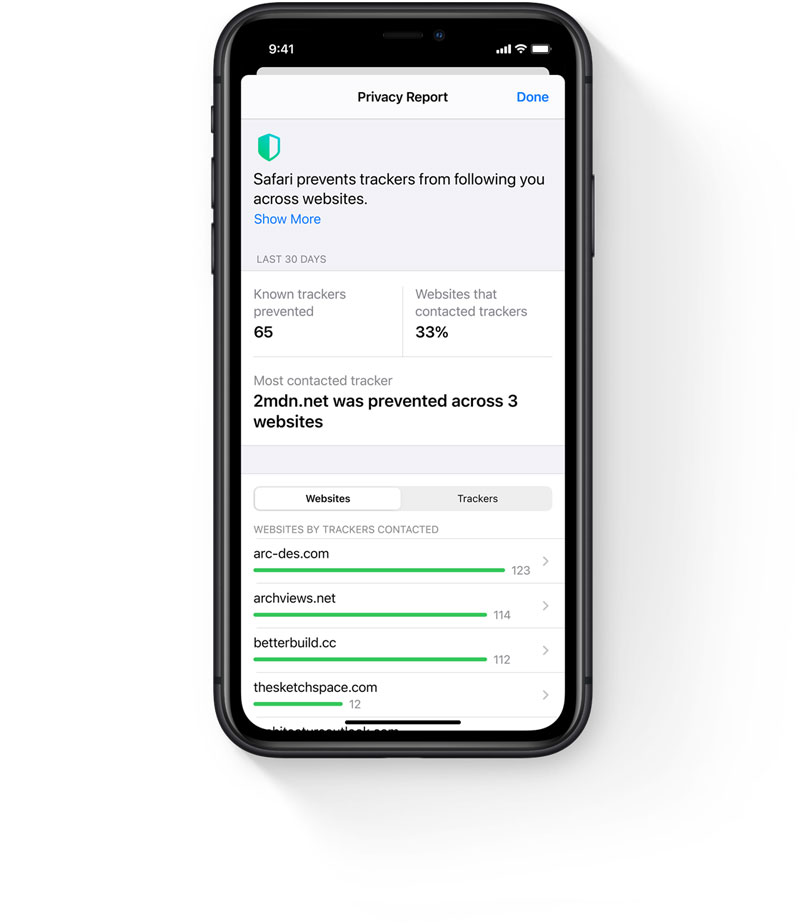 9:41
Privacy Report
Done
Safari prevents trackers from following you
across websites.
Show More
LAST 30 DAYS
Known trackers
prevented
65
Websites that
contacted trackers
33%
Most contacted tracker
2mdn.net was prevented across 3
websites
Websites
Trackers
WEBSITES BY TRACKERS CONTACTED
arc-des.com
123
archviews.net
114
betterbuild.cc
112
thesketchspace.com
12